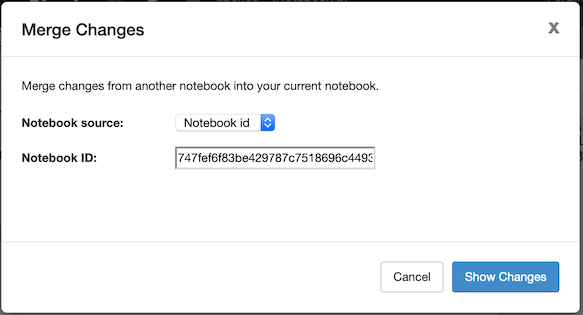 Merge Changes
X
Merge changes from another notebook into your current notebook.
Notebook source:
Notebook id
Notebook ID:
747fef6f83be429787c7518696c4493
Cancel
Show Changes